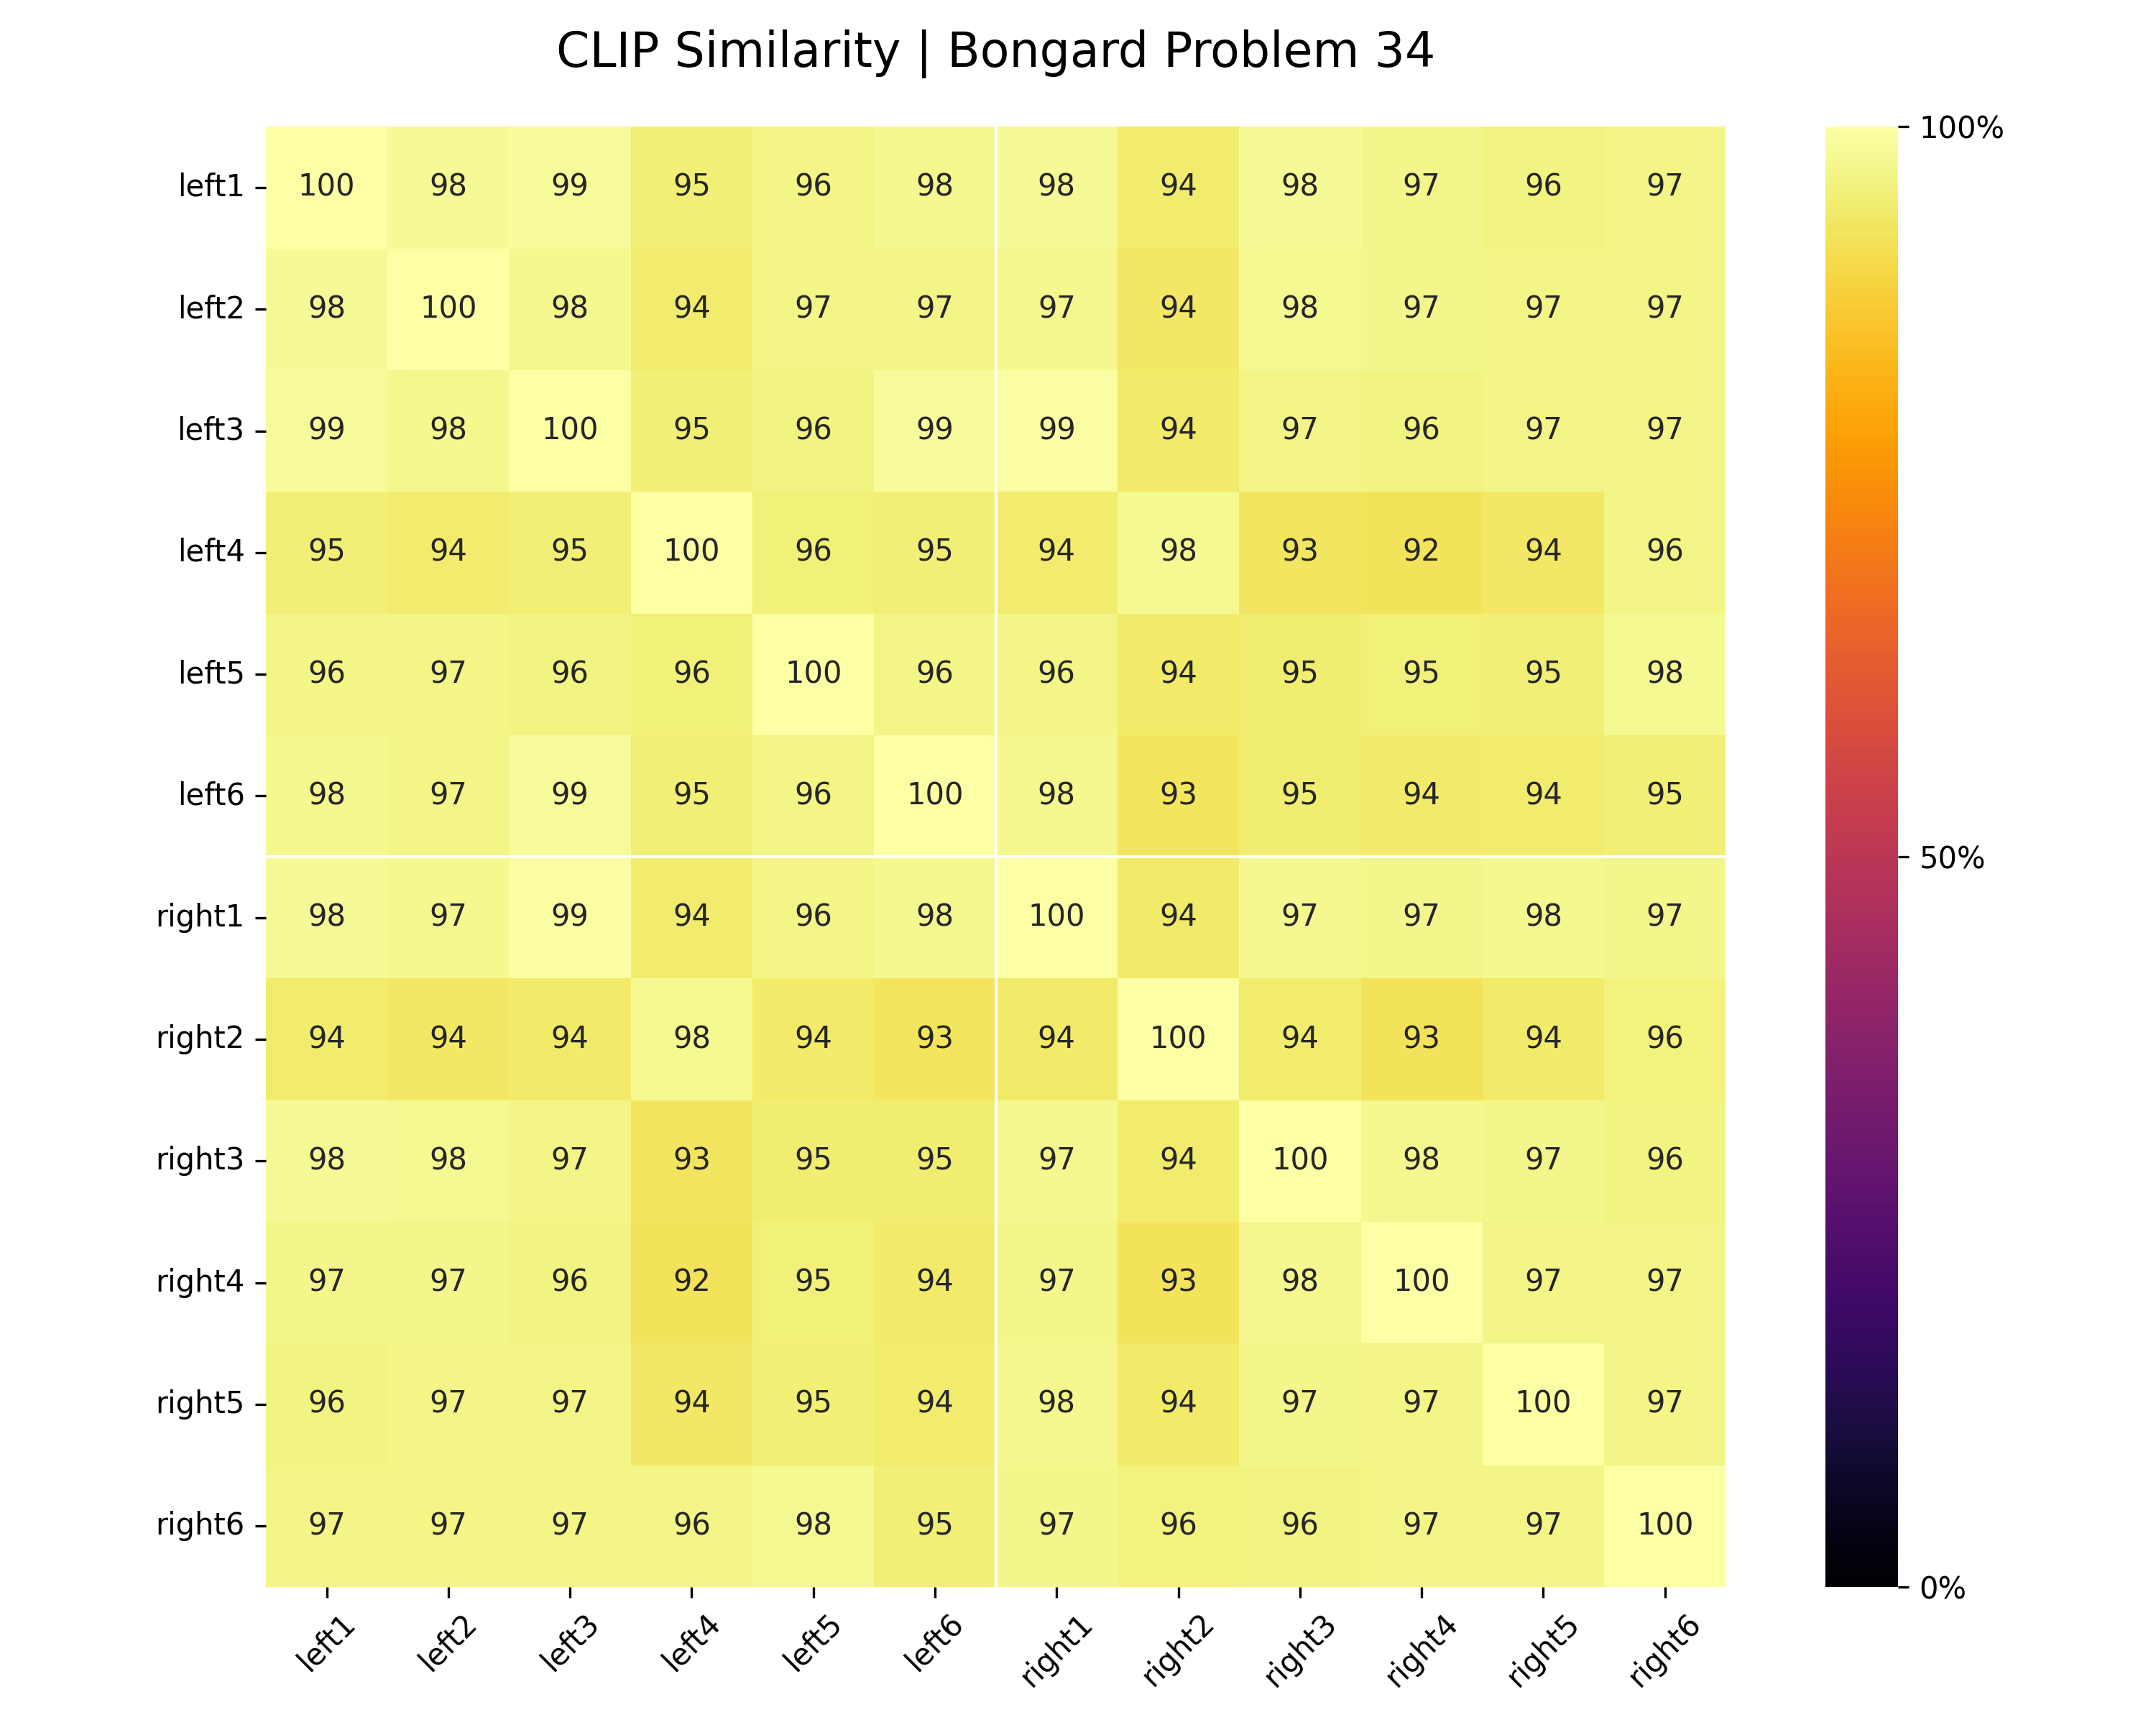 CLIP Similarity | Bongard Problem 34
left1 100 98 99 95 96 98 98 94 98 97 96 97
left2 98 100 98 94 97 97 97 94 98 97 97 97
left3 99 98 100 95 96 99 99 94 97 96 97 97
left4 95 94 95 100 96 95 94 98 93 92 94 96
left5 96 97 96 96 100 96 96 94 95 95 95 98
left6 98 97 99 95 96 100 98 93 95 94 94 95
right1 98 97 99 94 96 98 100 94 97 97 98 97
right2 94 94 94 98 94 93 94 100 94 93 94 96
right3 98 98 97 93 95 95 97 94 100 98 97 96
right4 97 97 96 92 95 94 97 93 98 100 97 97
right5 96 97 97 94 95 94 98 94 97 97 100 97
right6 97 97 97 96 98 95 97 96 96 97 97 100
left1 left2 left3 left4 left5 left6 right1 right2 right3 right4 right5 right6
100%
50%
0%